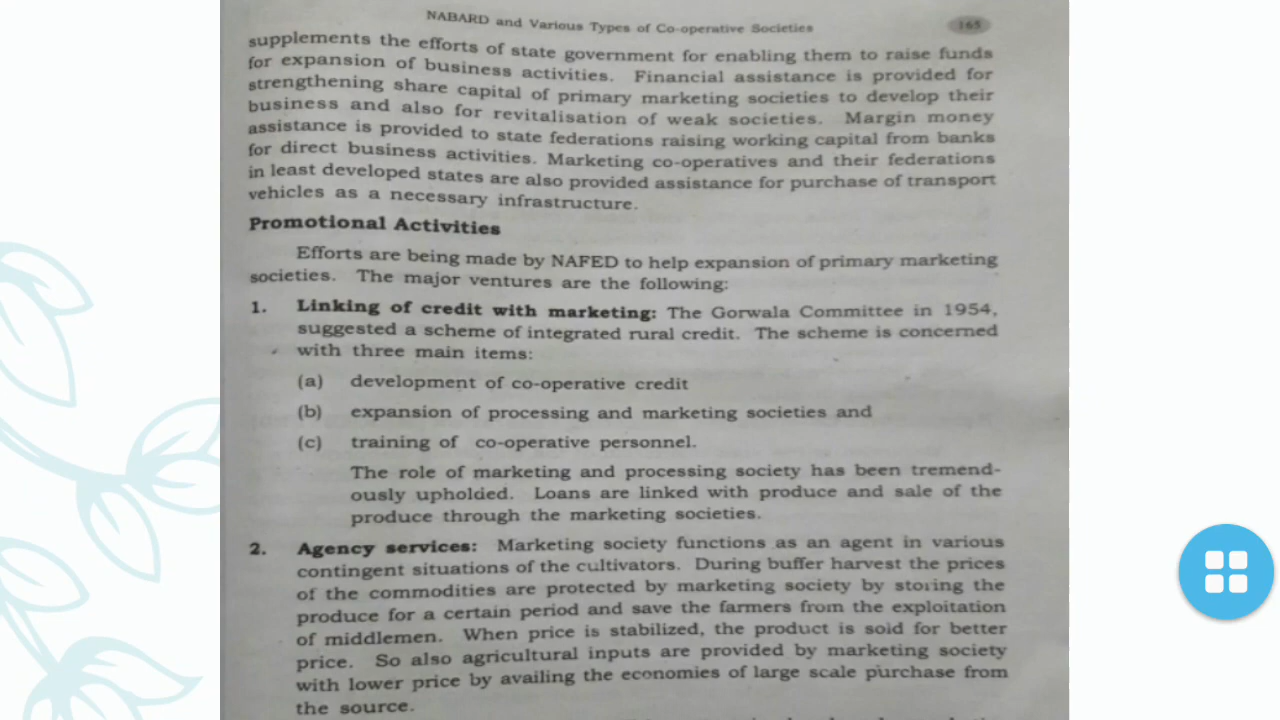 NABARD and Various Types of Co-operative Societies 165
supplements the efforts of state government for enabling them to raise funds
for expansion of business activities. Financial assistance is provided for
strengthening share capital of primary marketing societies to develop their
business and also for revitalisation of weak societies. Margin money
assistance is provided to state federations raising working capital from banks
for direct business activities. Marketing co-operatives and their federations
in least developed states are also provided assistance for purchase of transport
vehicles as a necessary infrastructure.
Promotional Activities
Efforts are being made by NAFED to help expansion of primary marketing
societies. The major ventures are the following:
1. Linking of credit with marketing: The Gorwala Committee in 1954,
suggested a scheme of integrated rural credit. The scheme is concerned
with three main items:
(a) development of co-operative credit
(b) expansion of processing and marketing societies and
(c) training of co-operative personnel.
The role of marketing and processing society has been tremend-
ously upholded. Loans are linked with produce and sale of the
produce through the marketing societies.
2. Agency services: Marketing society functions as an agent in various
contingent situations of the cultivators. During buffer harvest the prices
of the commodities are protected by marketing society by storing the
produce for a certain period and save the farmers from the exploitation
of middlemen. When price is stabilized, the product is sold for better
price. So also agricultural inputs are provided by marketing society
with lower price by availing the economies of large scale purchase from
the source.